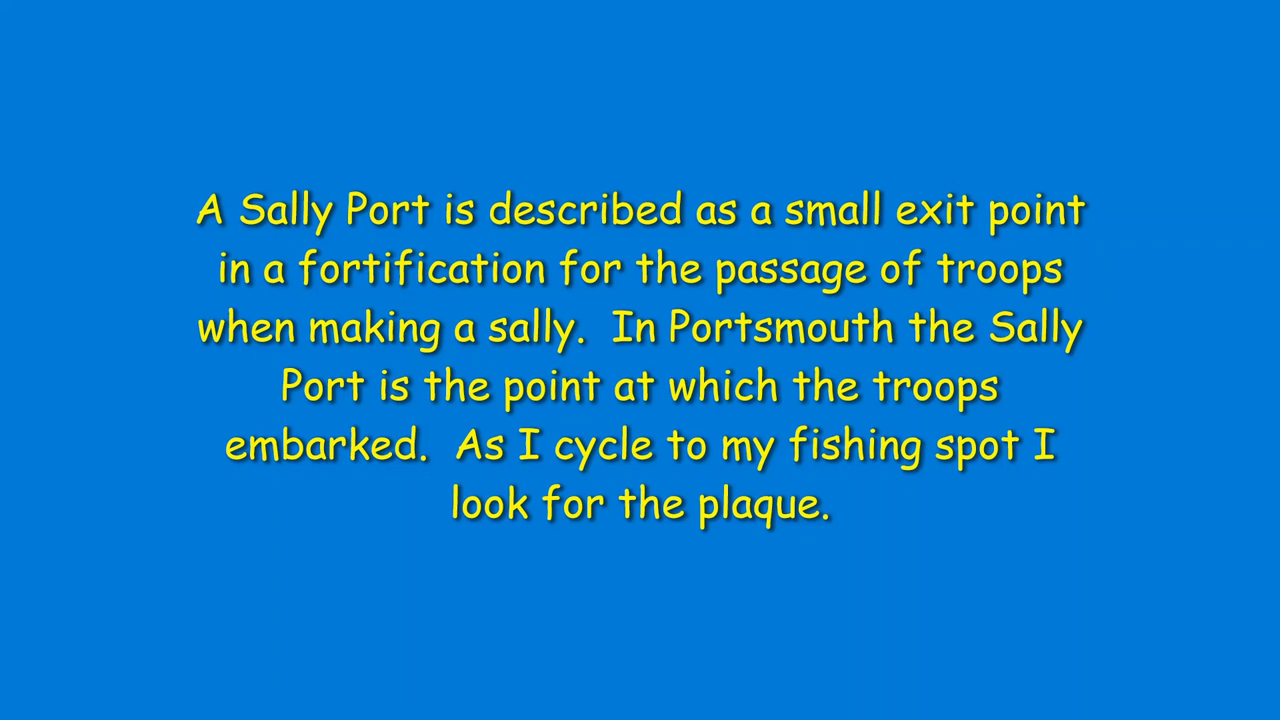 A Sally Port is described as a small exit point
in a fortification for the passage of troops
when making a sally.  In Portsmouth the Sally
Port is the point at which the troops
embarked.  As I cycle to my fishing spot I
look for the plaque.